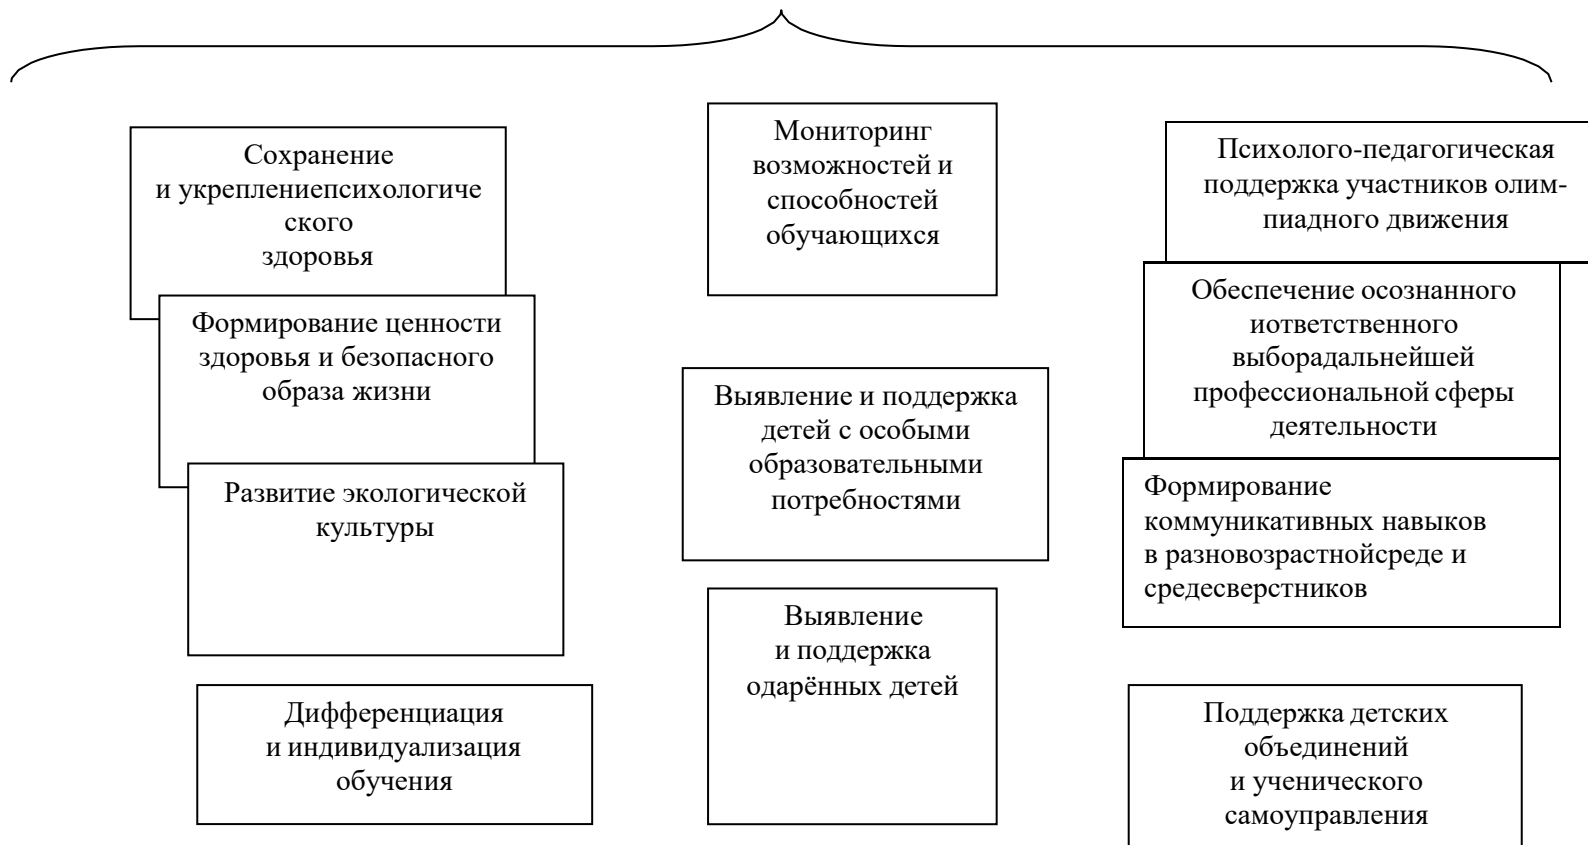 Сохранение
и укреплениепсихологиче
ского
здоровья
Формирование ценности
здоровья и безопасного
образа жизни
Развитие экологической
культуры
Дифференциация
и индивидуализация
обучения
Мониторинг
возможностей и
способностей
обучающихся
Выявление и поддержка
детей с особыми
образовательными
потребностями
Выявление
и поддержка
одарённых детей
Психолого-педагогическая
поддержка участников олим-
пиадного движения
Обеспечение осознанного
иответственного
выборадальнейшей
профессиональной сферы
деятельности
Формирование
коммуникативных навыков
в разновозрастнойсреде и
средесверстников
Поддержка детских
объединений
и ученического
самоуправления